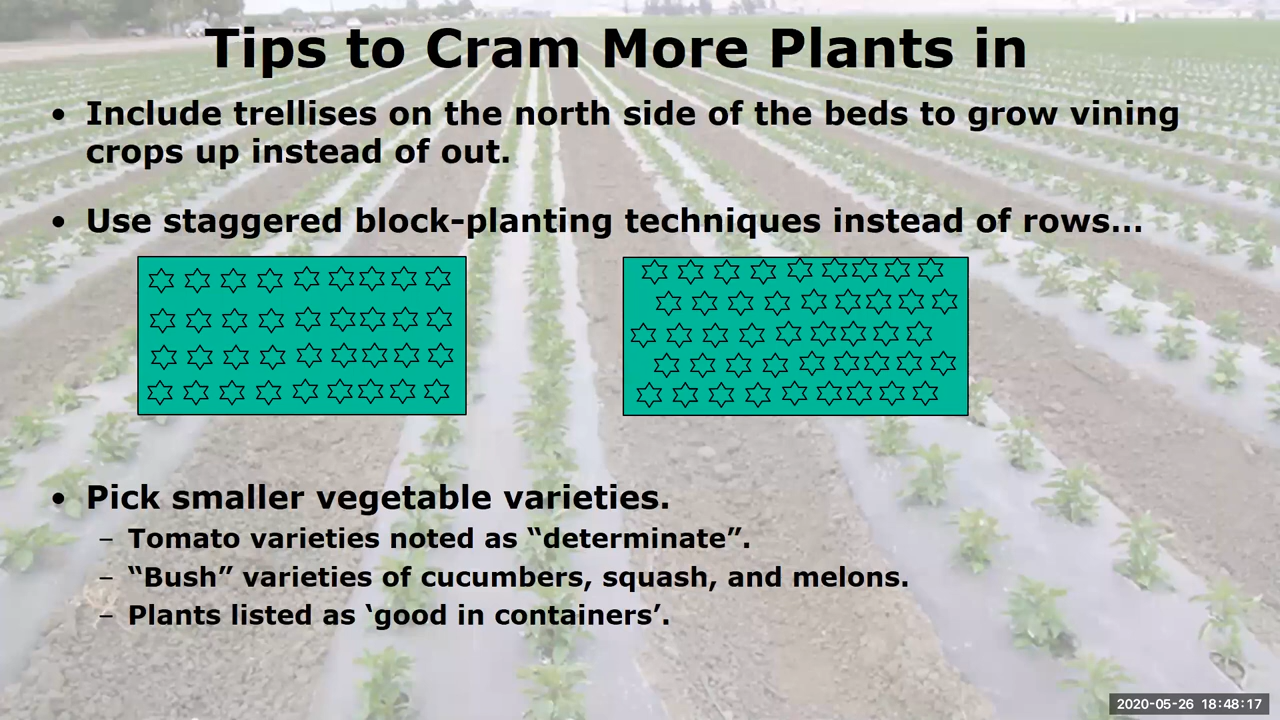 Tips to Cram More Plants in
• Include trellises on the north side of the beds to grow vining
crops up instead of out.
• Use staggered block-planting techniques instead of rows…
• Pick smaller vegetable varieties.
– Tomato varieties noted as “determinate”.
– “Bush” varieties of cucumbers, squash, and melons.
– Plants listed as ‘good in containers’.
2020-05-26 18:48:17